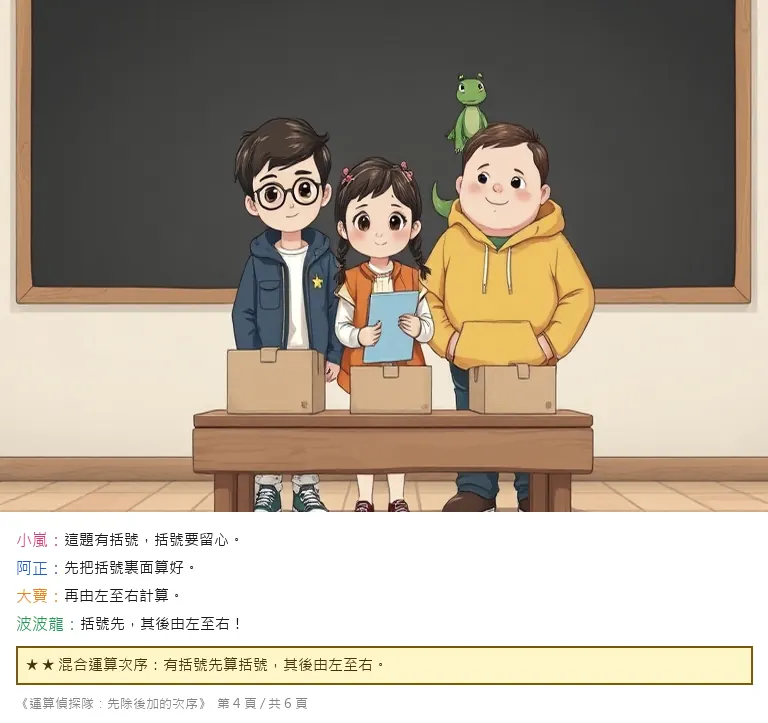 小嵐：這題有括號，括號要留心。
阿正：先把括號裏面算好。
大寶：再由左至右計算。
波波龍：括號先，其後由左至右！
★★混合運算次序：有括號先算括號，其後由左至右。
《運算偵探隊：先除後加的次序》 第 4 頁 / 共 6 頁